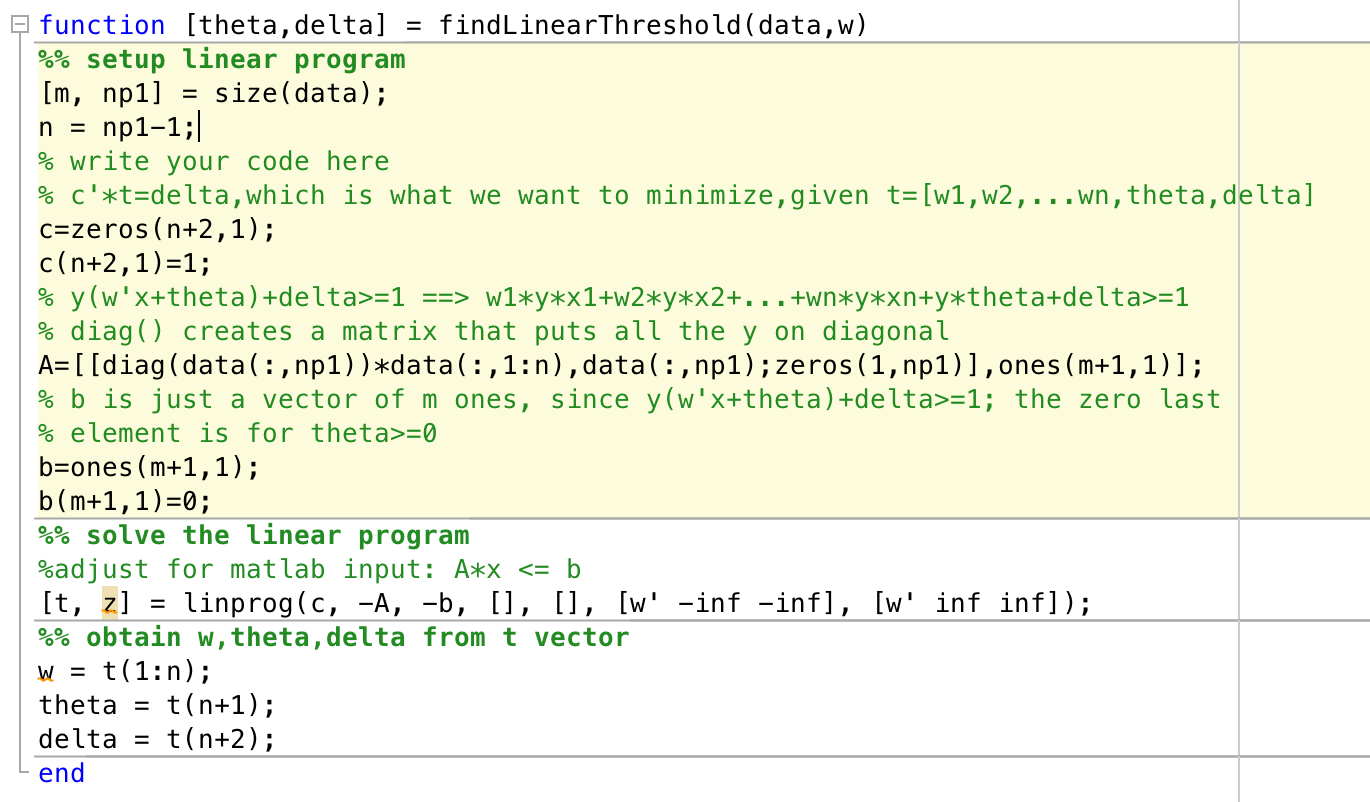 function [theta,delta] = findLinearThreshold(data,w)
%% setup linear program
[m, np1] = size(data);
n = np1-1;
% write your code here
% c'*t=delta,which is what we want to minimize,given t=[w1,w2,...wn,theta,delta]
c=zeros(n+2,1);
c(n+2,1)=1;
% y(w'x+theta)+delta>=1 ==> w1*y*x1+w2*y*x2+...+wn*y*xn+y*theta+delta>=1
% diag() creates a matrix that puts all the y on diagonal
A=[[diag(data(:,np1))*data(:,1:n),data(:,np1);zeros(1,np1)],ones(m+1,1)];
% b is just a vector of m ones, since y(w'x+theta)+delta>=1; the zero last
% element is for theta>=0
b=ones(m+1,1);
b(m+1,1)=0;
%% solve the linear program
%adjust for matlab input: A*x <= b
[t, z] = linprog(c, -A, -b, [], [], [w' -inf -inf], [w' inf inf]);
%% obtain w,theta,delta from t vector
w = t(1:n);
theta = t(n+1);
delta = t(n+2);
end